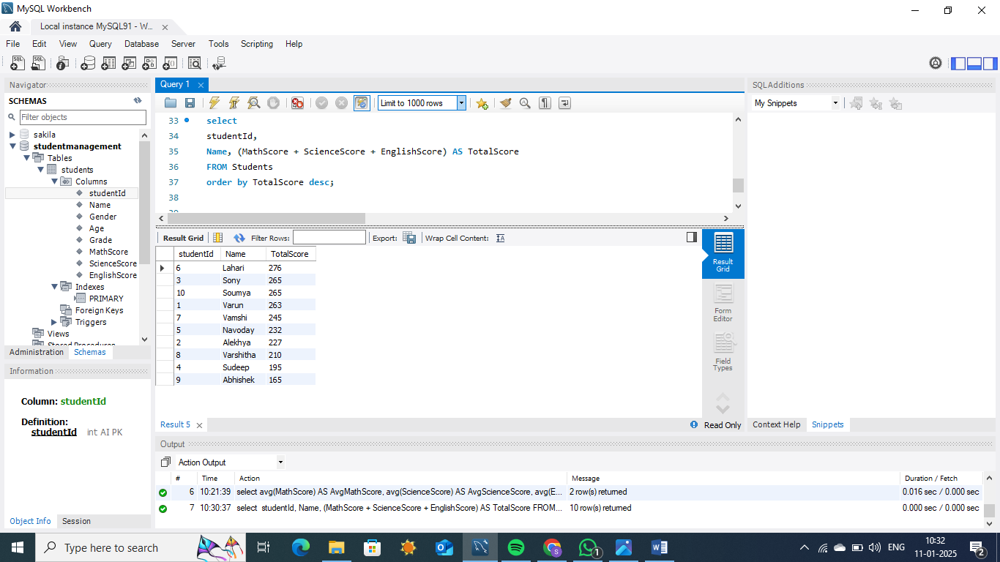 MySQL Workbench
Local instance MySQL91 - W...
File Edit View Query Database Server Tools Scripting Help
Navigator
SCHEMAS
Filter objects
sakila
studentmanagement
Tables
students
Columns
studentId
Name
Gender
Age
Grade
MathScore
ScienceScore
EnglishScore
Indexes
PRIMARY
Foreign Keys
Triggers
Views
Stored Procedures
Administration Schemas
Information
Column: studentId
Definition:
studentId int AI PK
Object Info Session
Query 1
Limit to 1000 rows
33 select
34 studentId,
35 Name, (MathScore + ScienceScore + EnglishScore) AS TotalScore
36 FROM Students
37 order by TotalScore desc;
38
39
Result Grid Filter Rows: Export: Wrap Cell Content:
studentId Name TotalScore
6 Lahari 276
3 Sony 265
10 Soumya 265
1 Varun 263
7 Vamshi 245
5 Navoday 232
2 Alekhya 227
8 Varshitha 210
4 Sudeep 195
9 Abhishek 165
Result
Grid
Form
Editor
Field
Types
Result 5
Read Only
SQLAdditions
My Snippets
Context Help Snippets
Output
Action Output
# Time Action Message Duration / Fetch
6 10:21:39 select avg(MathScore) AS AvgMathScore, avg(ScienceScore) AS AvgScienceScore, avg(E... 2 row(s) returned 0.016 sec / 0.000 sec
7 10:30:37 select studentId, Name, (MathScore + ScienceScore + EnglishScore) AS TotalScore FROM... 10 row(s) returned 0.000 sec / 0.000 sec
Type here to search
1
ENG
10:32
11-01-2025
2